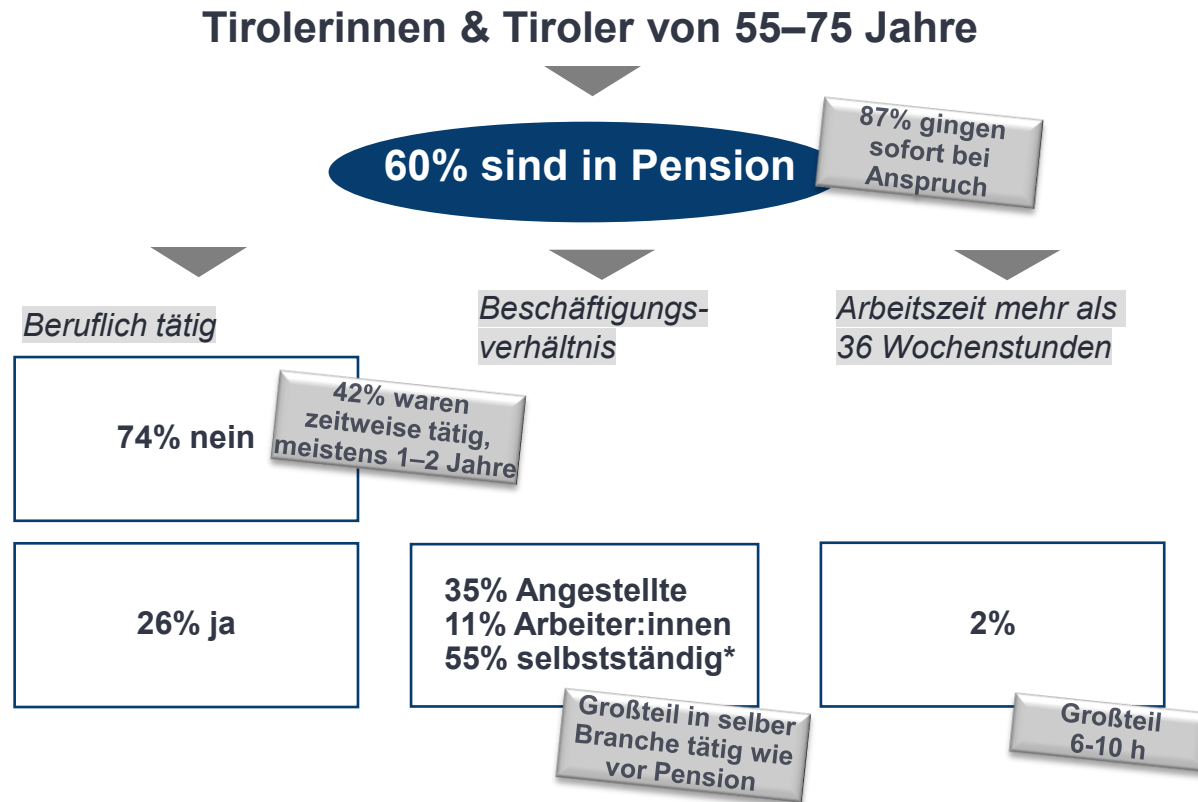 Tirolerinnen & Tiroler von 55–75 Jahre
60% sind in Pension
87% gingen
sofort bei
Anspruch
Beruflich tätig
Beschäftigungs-
verhältnis
Arbeitszeit mehr als
36 Wochenstunden
74% nein
42% waren
zeitweise tätig,
meistens 1–2 Jahre
26% ja
35% Angestellte
11% Arbeiter:innen
55% selbstständig*
2%
Großteil in selber
Branche tätig wie
vor Pension
Großteil
6-10 h